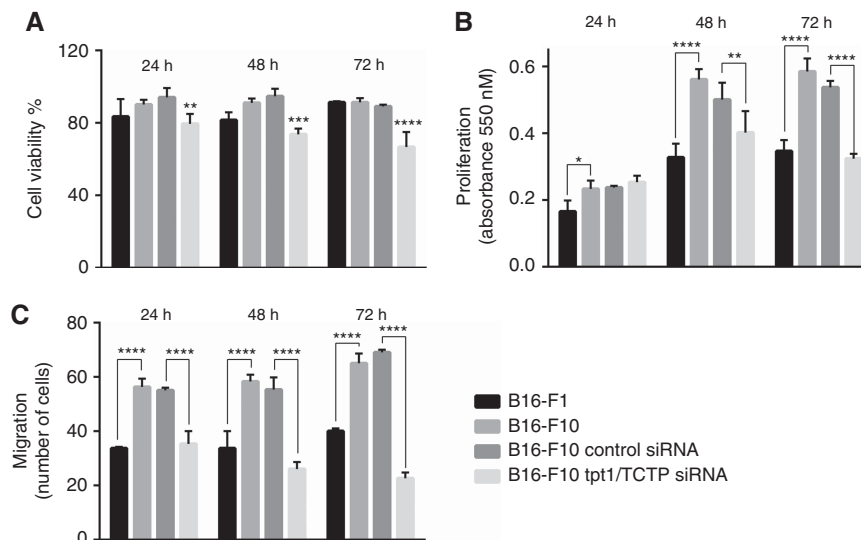 A
120
80
40
0
Cell viability %
24 h
48 h
72 h
**
***
****
B
0.6
0.4
0.2
0.0
Proliferation
(absorbance 550 nM)
24 h
48 h
72 h
*
****
**
****
****
C
80
60
40
20
0
Migration
(number of cells)
24 h
48 h
72 h
****
****
****
****
****
****
B16-F1
B16-F10
B16-F10 control siRNA
B16-F10 tpt1/TCTP siRNA